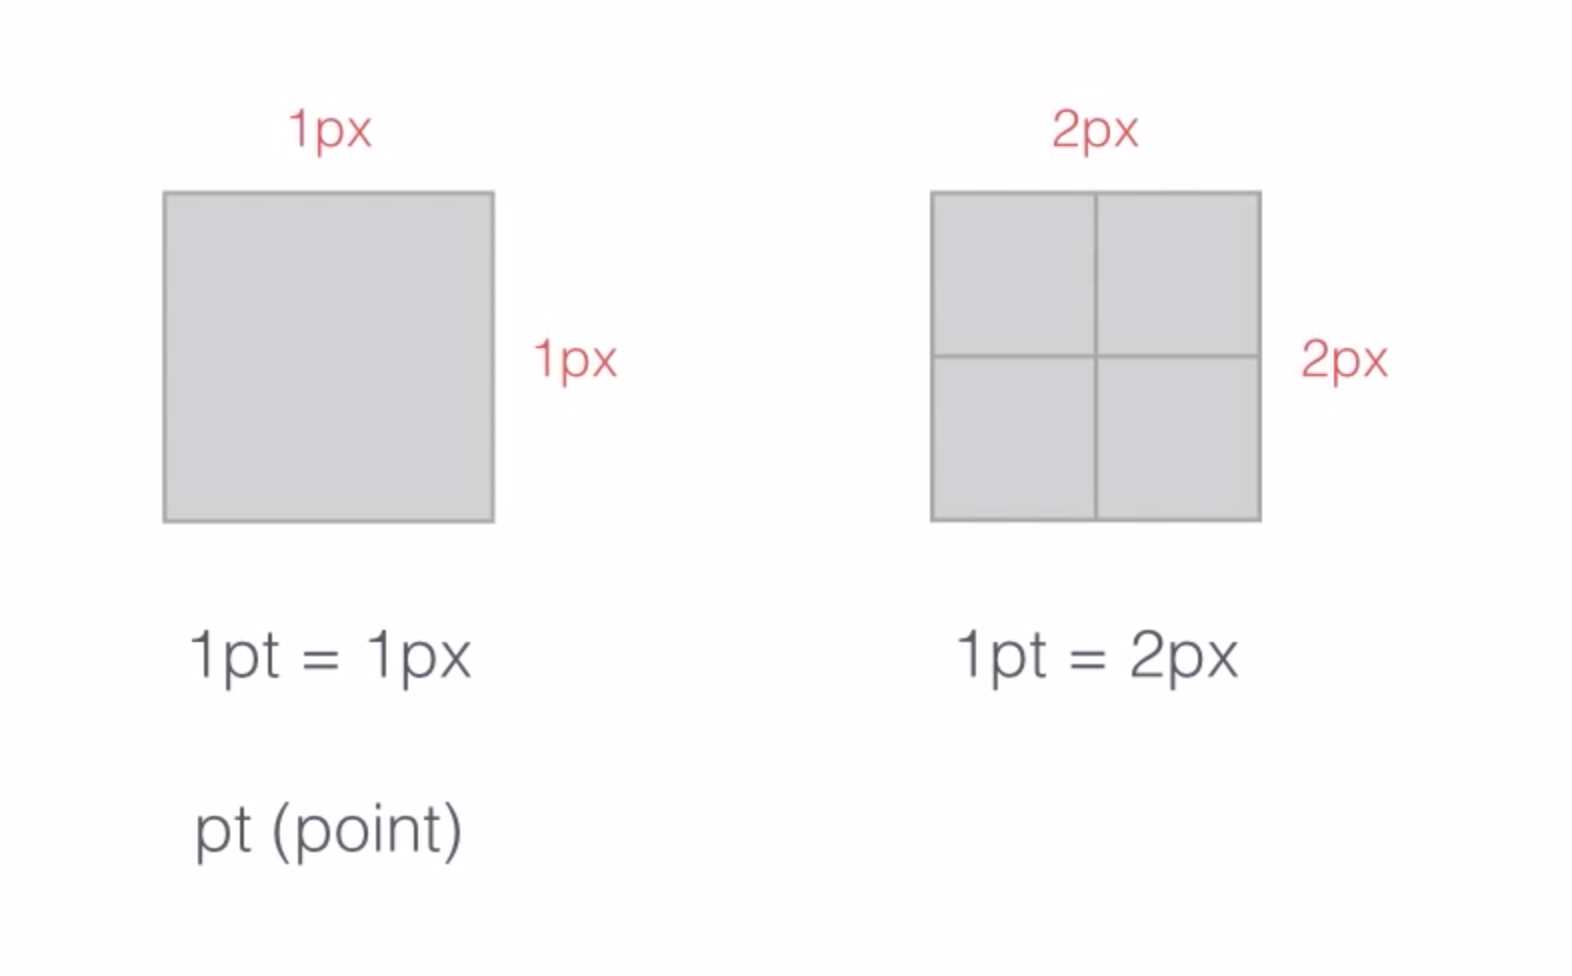 1px
2px
1px
2px
1pt = 1px
1pt = 2px
pt (point)